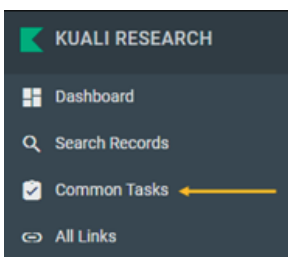 KUALI RESEARCH
Dashboard
Search Records
Common Tasks
All Links